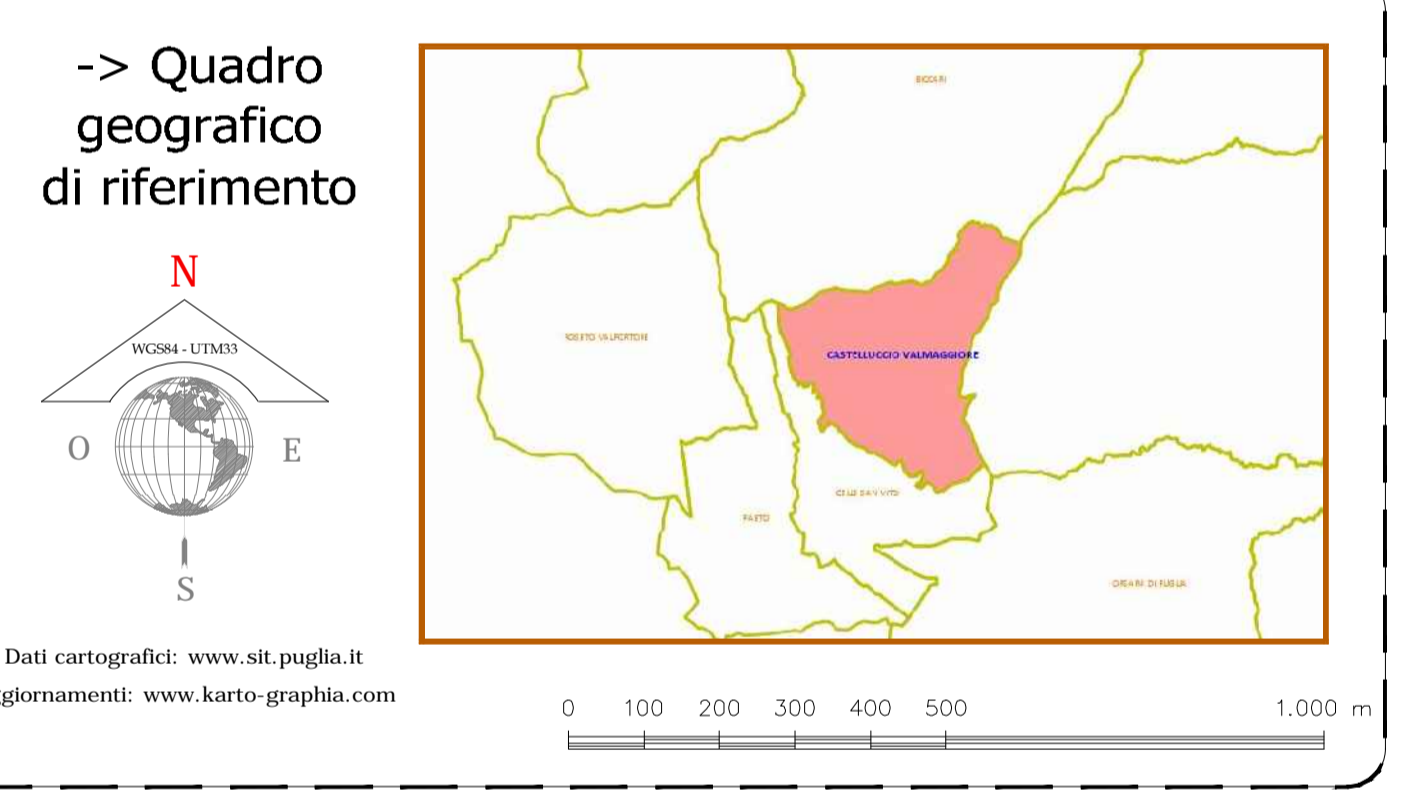 -> Quadro
geografico
di riferimento
N
WGS84 - UTM33
O
E
S
Dati cartografici: www.sit.puglia.it
ggiornamenti: www.karto-graphia.com
BICCARI
ROSETO VALFORTORE
CASTELLUCCIO VALMAGGIORE
CELLE SAN VITO
FAETO
ORSARA DI PUGLIA
0 100 200 300 400 500 1.000 m